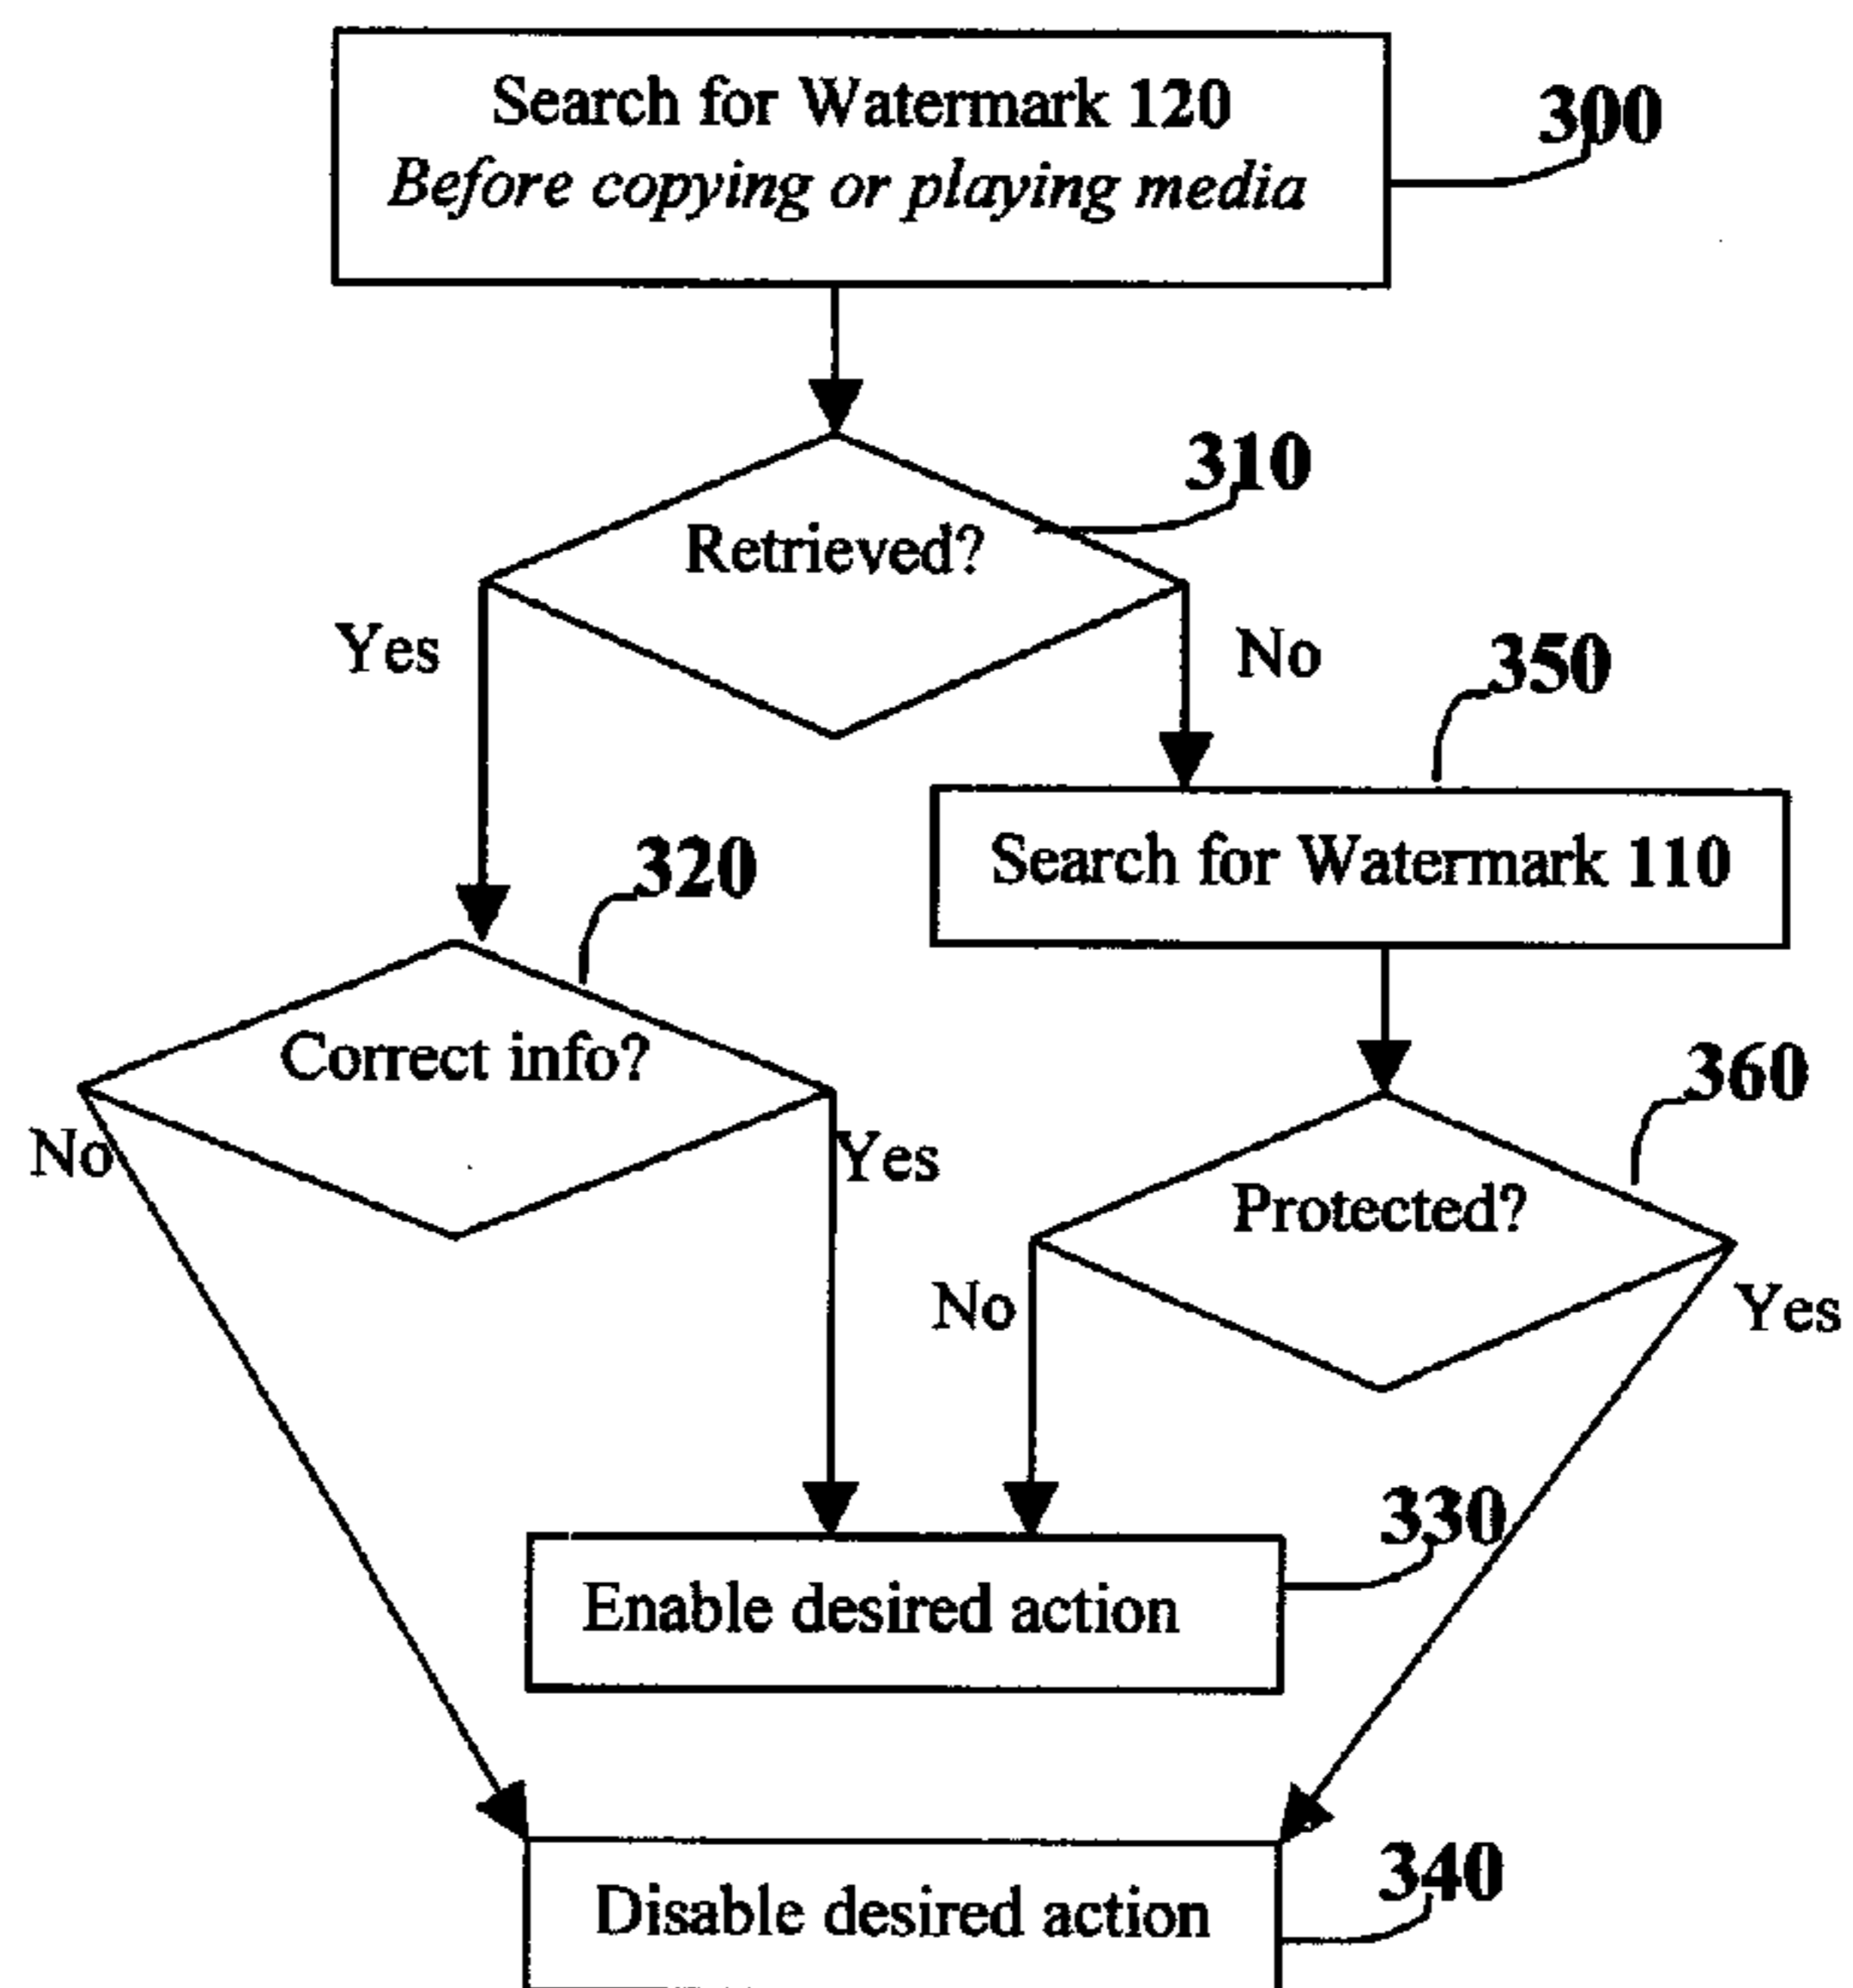 Search for Watermark 120
Before copying or playing media
300
310
Retrieved?
Yes
No
350
Search for Watermark 110
320
Correct info?
360
No
Yes
Protected?
No
Yes
330
Enable desired action
340
Disable desired action